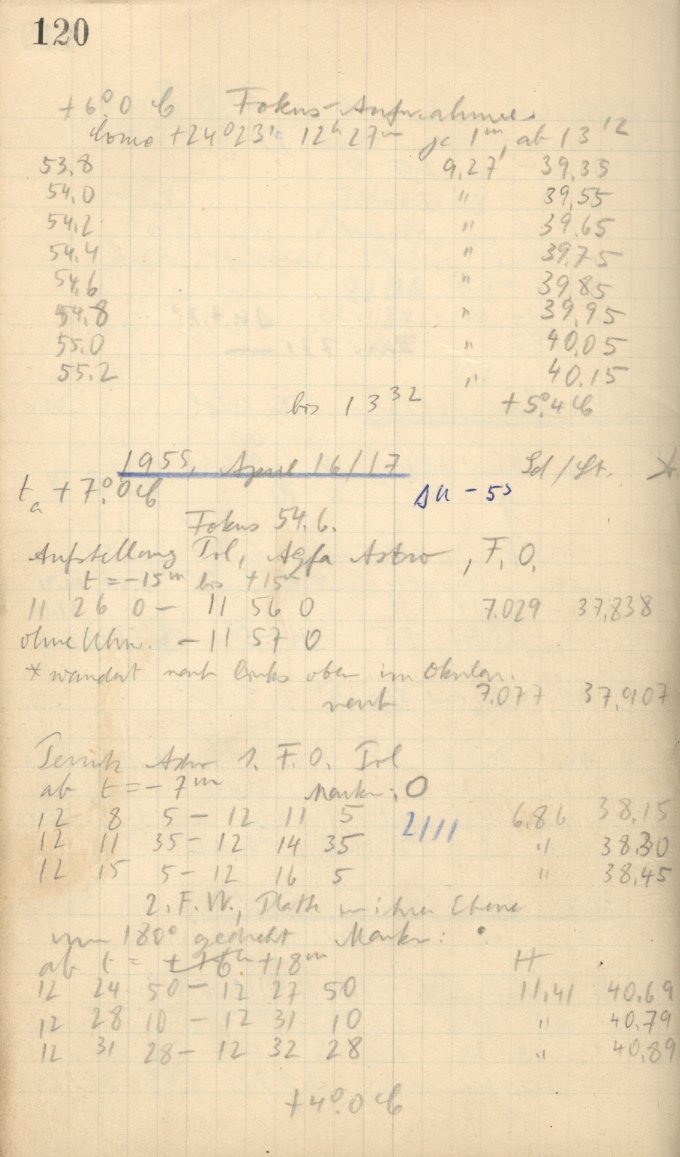 120
+6°,0 C Fokus-Aufnahmen
Coma +24°23' 12h 27m je 1m, ab 13 12
53.8 9,27 39,35
54.0 " 39,55
54.2 " 39,65
54.4 " 39,75
54.6 " 39,85
54.8 " 39,95
55.0 " 40,05
55.2 " 40,15
bis 13 32 +5°,4 C
1955, April 16/17 Sd/St.
ta +7°,0 C Δu - 5s
Fokus 54.6.
Aufstellung Tol, Agfa Astro, F.O.
t = -15m bis +15m
11 26 0 - 11 56 0 7.029 37,838
ohne Uhrw. - 11 57 0
* wandert nach links oben im Okular.
nach 7.077 37,907
Astro 1. F.O. Tol
ab t = -7m Marke: O
12 8 5 - 12 11 5 2111 6,86 38,15
12 11 35 - 12 14 35 " 38,30
12 15 5 - 12 16 5 " 38,45
2. F.W., Platte in ihrer Ebene
um 180° gedreht Marke: •
ab t = +16m +18m H
12 24 50 - 12 27 50 11,41 40,69
12 28 10 - 12 31 10 " 40,79
12 31 28 - 12 32 28 " 40,89
+4°,0 C